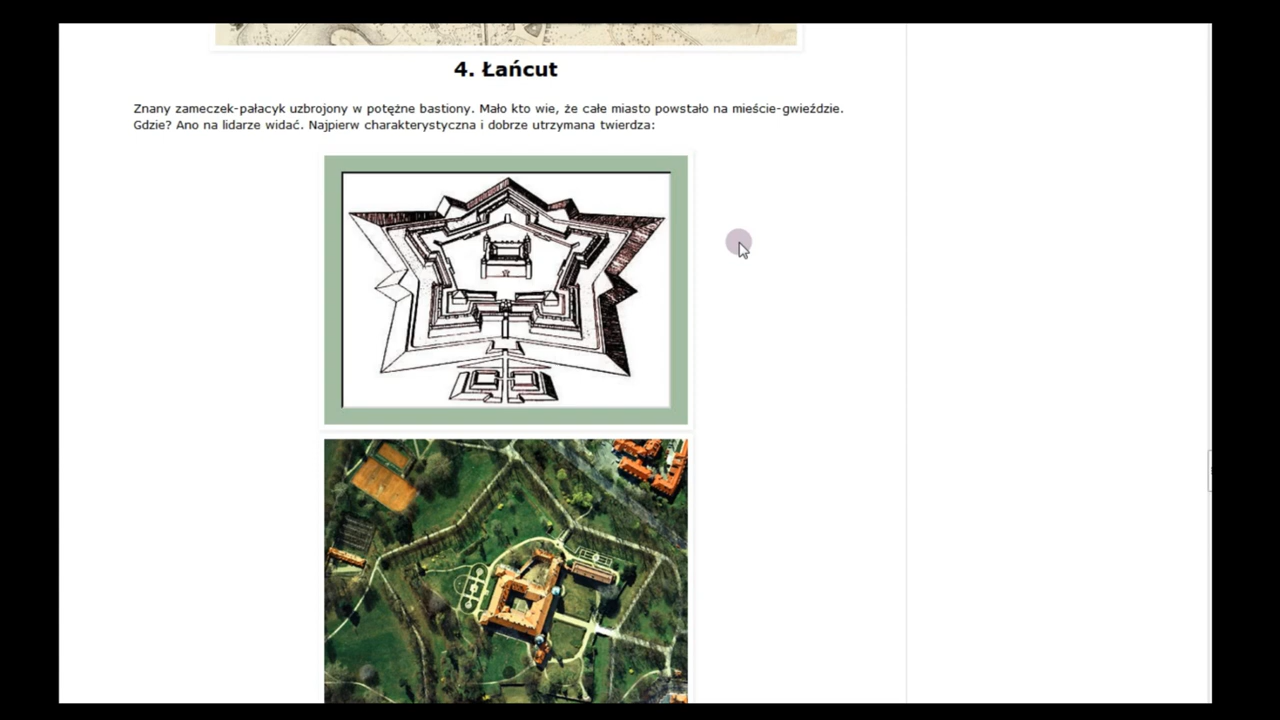 4. Łańcut
Znany zameczek-pałacyk uzbrojony w potężne bastiony. Mało kto wie, że całe miasto powstało na mieście-gwieździe.
Gdzie? Ano na lidarze widać. Najpierw charakterystyczna i dobrze utrzymana twierdza: